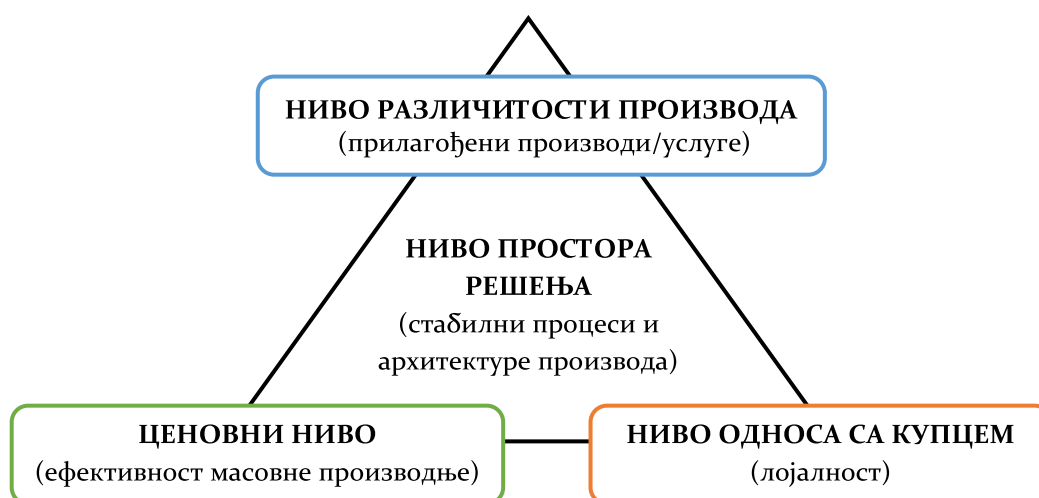 НИВО РАЗЛИЧИТОСТИ ПРОИЗВОДА
(прилагођени производи/услуге)
НИВО ПРОСТОРА
РЕШЕЊА
(стабилни процеси и
архитектуре производа)
ЦЕНОВНИ НИВО
(ефективност масовне производње)
НИВО ОДНОСА СА КУПЦЕМ
(лојалност)